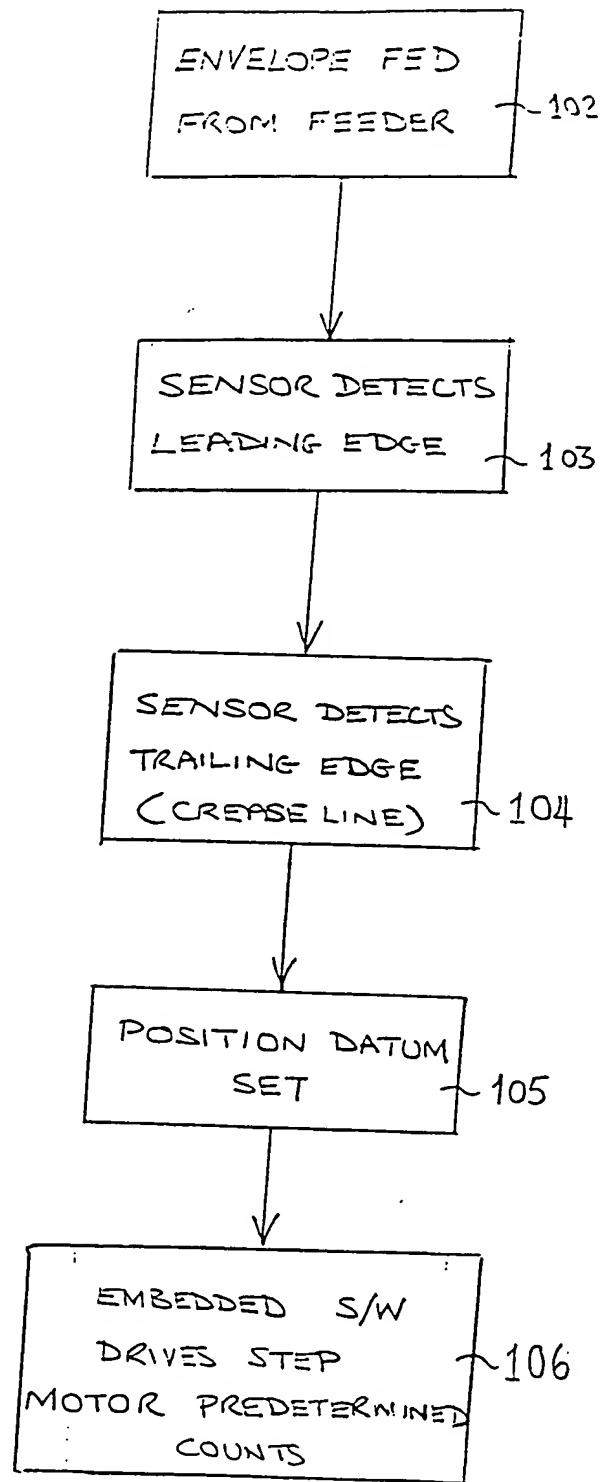 ENVELOPE FED
FROM FEEDER
102
SENSOR DETECTS
LEADING EDGE
103
SENSOR DETECTS
TRAILING EDGE
(CREASE LINE)
104
POSITION DATUM
SET
105
EMBEDDED S/W
DRIVES STEP
MOTOR PREDETERMINED
COUNTS
106